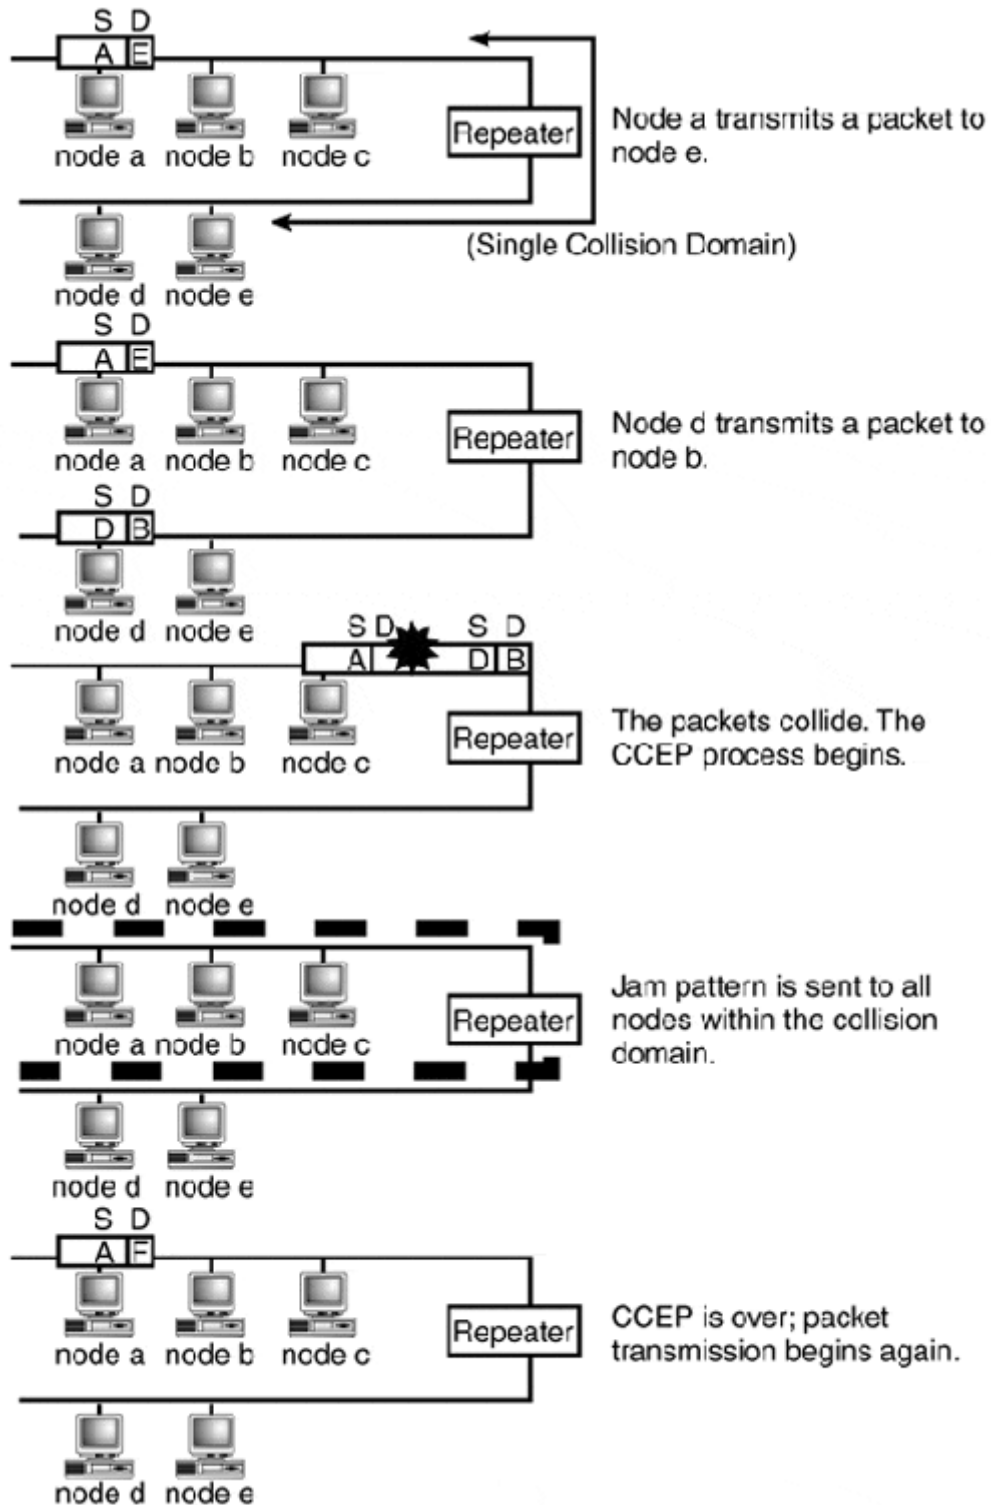 S D
A E
node a node b node c
Repeater
Node a transmits a packet to
node e.
(Single Collision Domain)
node d node e
S D
A E
node a node b node c
Repeater
Node d transmits a packet to
node b.
S D
D B
node d node e
S D S D
A D B
node a node b node c
Repeater
The packets collide. The
CCEP process begins.
node d node e
node a node b node c
Repeater
Jam pattern is sent to all
nodes within the collision
domain.
node d node e
S D
A F
node a node b node c
Repeater
CCEP is over; packet
transmission begins again.
node d node e